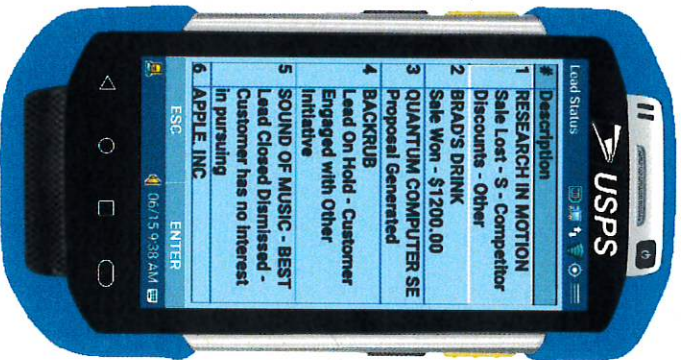 USPS
Lead Status
# Description
1 RESEARCH IN MOTION
Sale Lost - S - Competitor
Discounts - Other
2 BRAD'S DRINK
Sale Won - $1200.00
3 QUANTUM COMPUTER SE
Proposal Generated
4 BACKRUB
Lead On Hold - Customer
Engaged with Other
Initiative
5 SOUND OF MUSIC - BEST
Lead Closed Dismissed -
Customer has no interest
in pursuing
6 APPLE, INC
ESC ENTER
06/15 9:38 AM